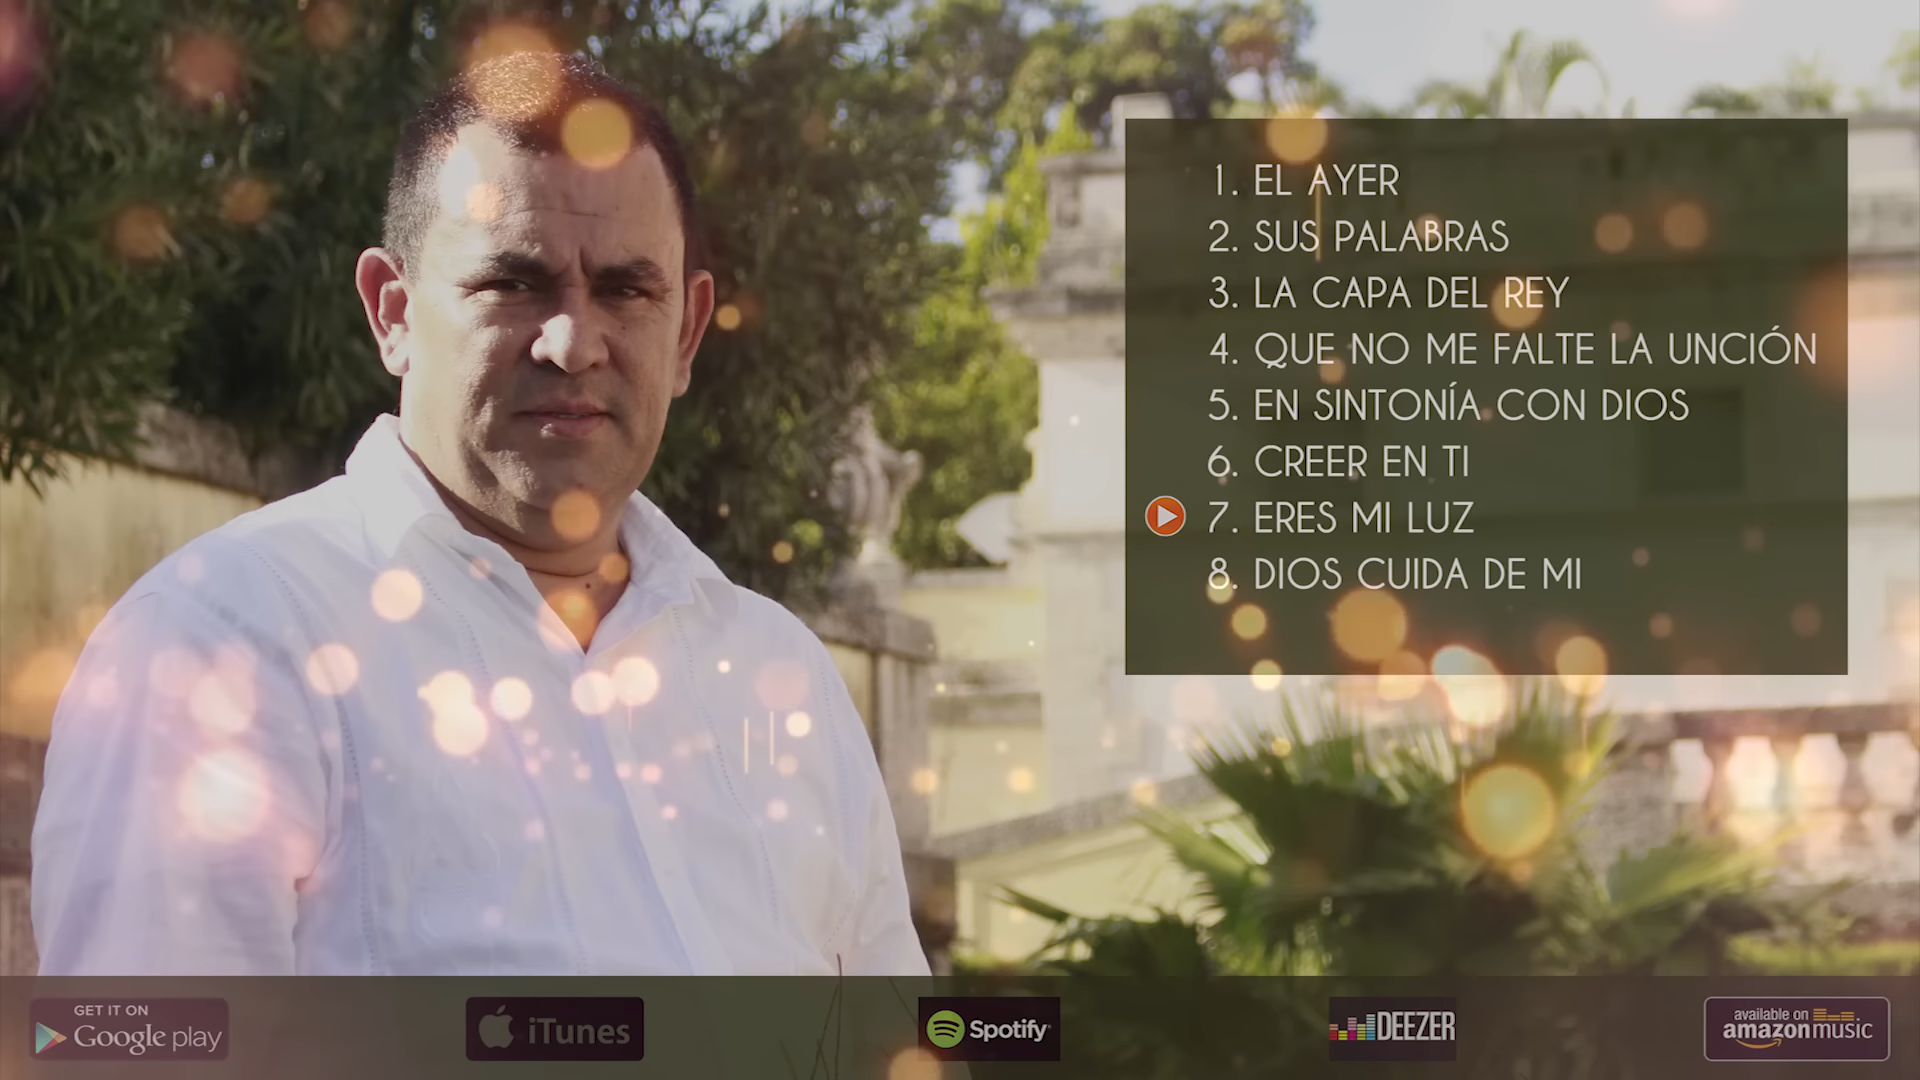 1. EL AYER
2. SUS PALABRAS
3. LA CAPA DEL REY
4. QUE NO ME FALTE LA UNCIÓN
5. EN SINTONÍA CON DIOS
6. CREER EN TI
7. ERES MI LUZ
8. DIOS CUIDA DE MI
GET IT ON
Google play
iTunes
Spotify
DEEZER
available on
amazonmusic